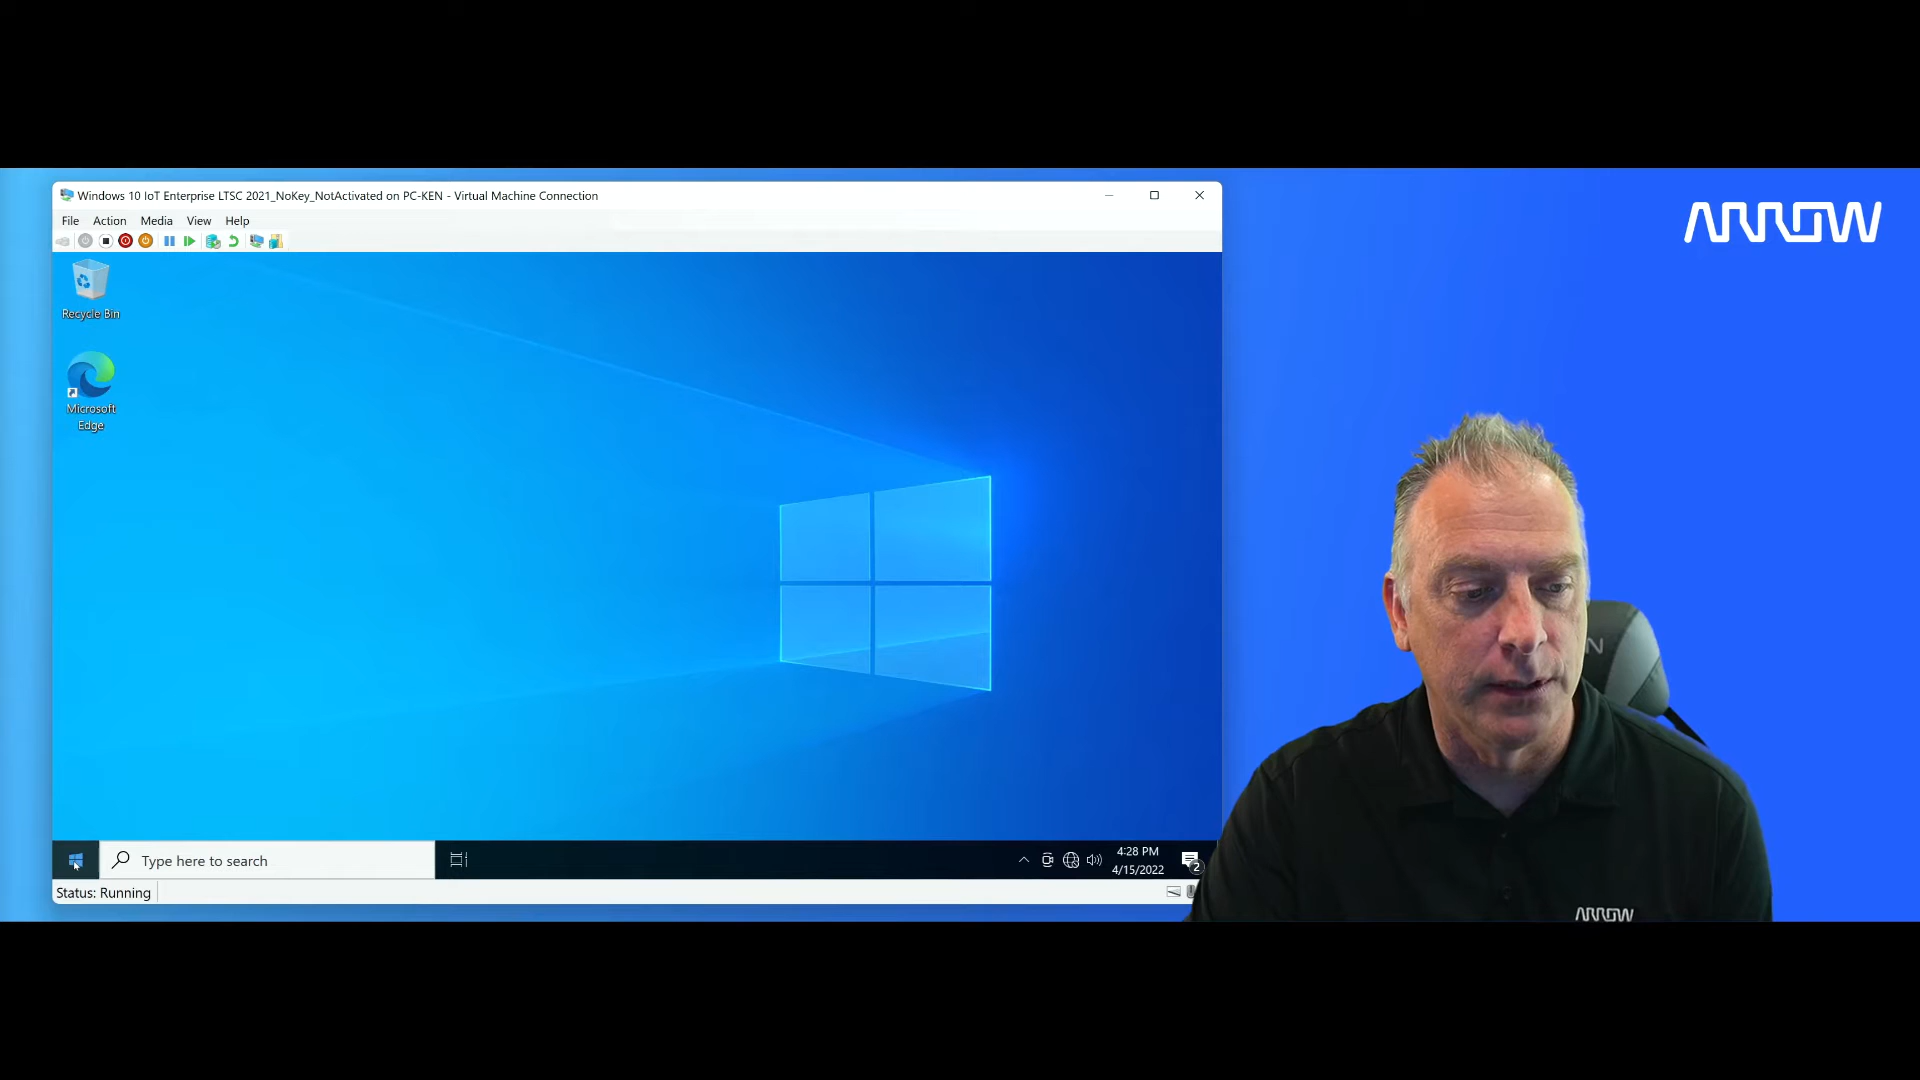 Windows 10 IoT Enterprise LTSC 2021_NoKey_NotActivated on PC-KEN - Virtual Machine Connection
File Action Media View Help
ARROW
Recycle Bin
Microsoft
Edge
Type here to search
4:28 PM
4/15/2022
2
Status: Running
N
ARROW